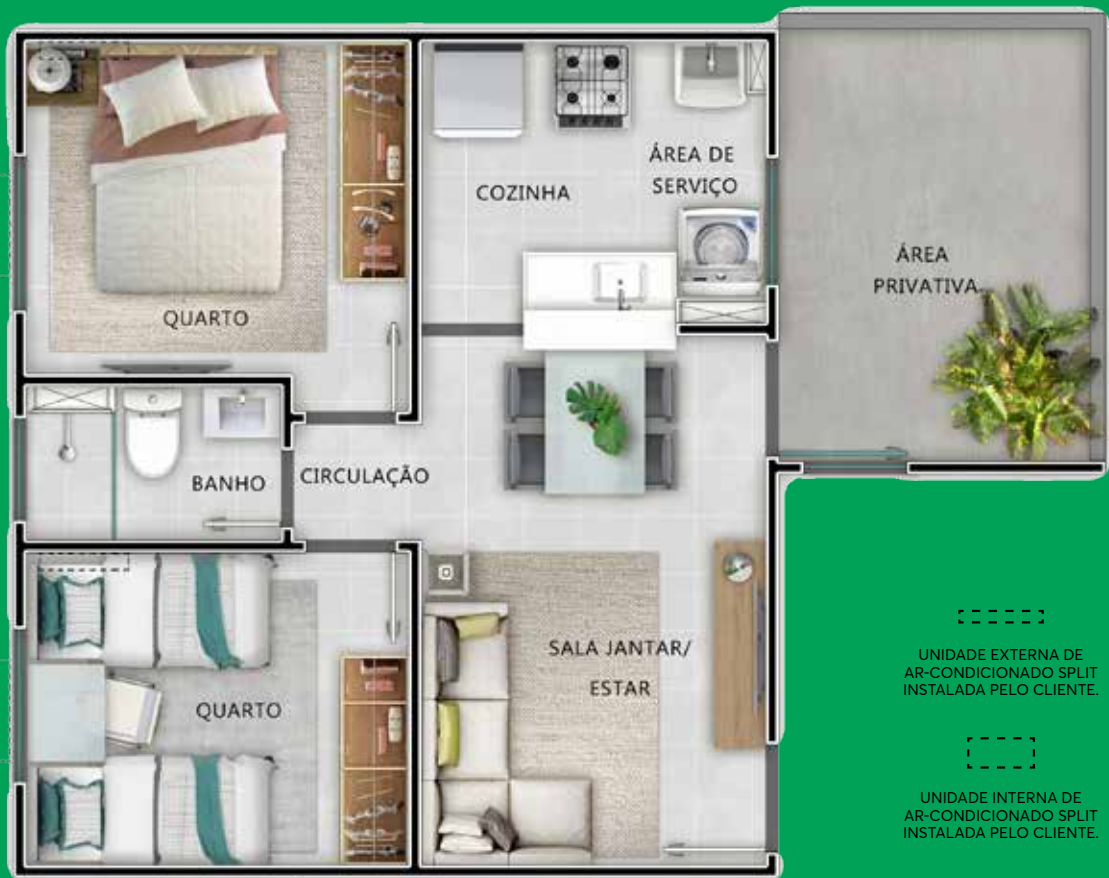 ÁREA DE
SERVIÇO
COZINHA
ÁREA
PRIVATIVA
QUARTO
BANHO
CIRCULAÇÃO
SALA JANTAR/
ESTAR
QUARTO
UNIDADE EXTERNA DE
AR-CONDICIONADO SPLIT
INSTALADA PELO CLIENTE.
UNIDADE INTERNA DE
AR-CONDICIONADO SPLIT
INSTALADA PELO CLIENTE.